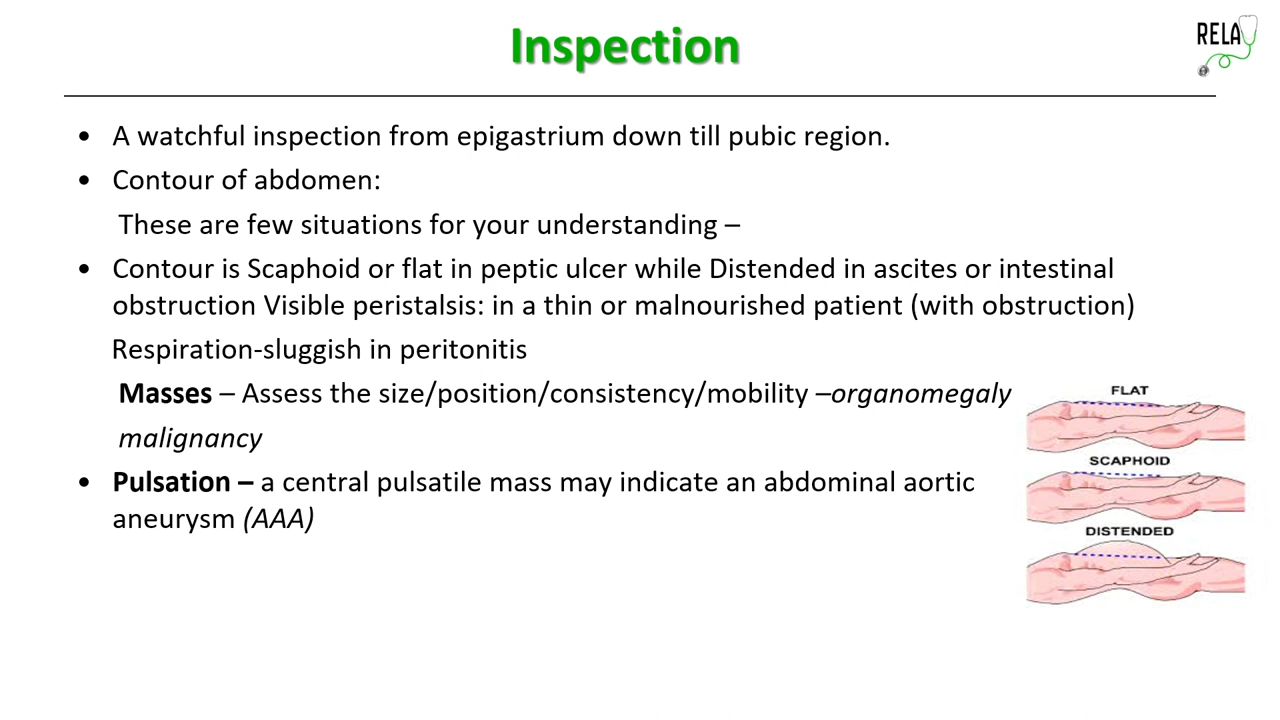 Inspection
RELA
• A watchful inspection from epigastrium down till pubic region.
• Contour of abdomen:
These are few situations for your understanding –
• Contour is Scaphoid or flat in peptic ulcer while Distended in ascites or intestinal
obstruction Visible peristalsis: in a thin or malnourished patient (with obstruction)
Respiration-sluggish in peritonitis
Masses – Assess the size/position/consistency/mobility –organomegaly
malignancy
• Pulsation – a central pulsatile mass may indicate an abdominal aortic
aneurysm (AAA)
FLAT
SCAPHOID
DISTENDED